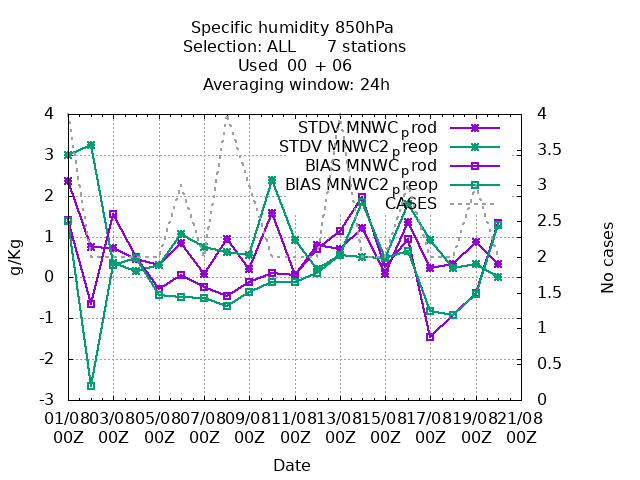 Specific humidity 850hPa
Selection: ALL 7 stations
Used 00 + 06
Averaging window: 24h
STDV MNWC_prod
STDV MNWC2_preop
BIAS MNWC_prod
BIAS MNWC2_preop
CASES
4
3
2
1
0
-1
-2
-3
g/Kg
4
3.5
3
2.5
2
1.5
1
0.5
0
No cases
01/08 03/08 05/08 07/08 09/08 11/08 13/08 15/08 17/08 19/08 21/08
00Z 00Z 00Z 00Z 00Z 00Z 00Z 00Z 00Z 00Z 00Z
Date